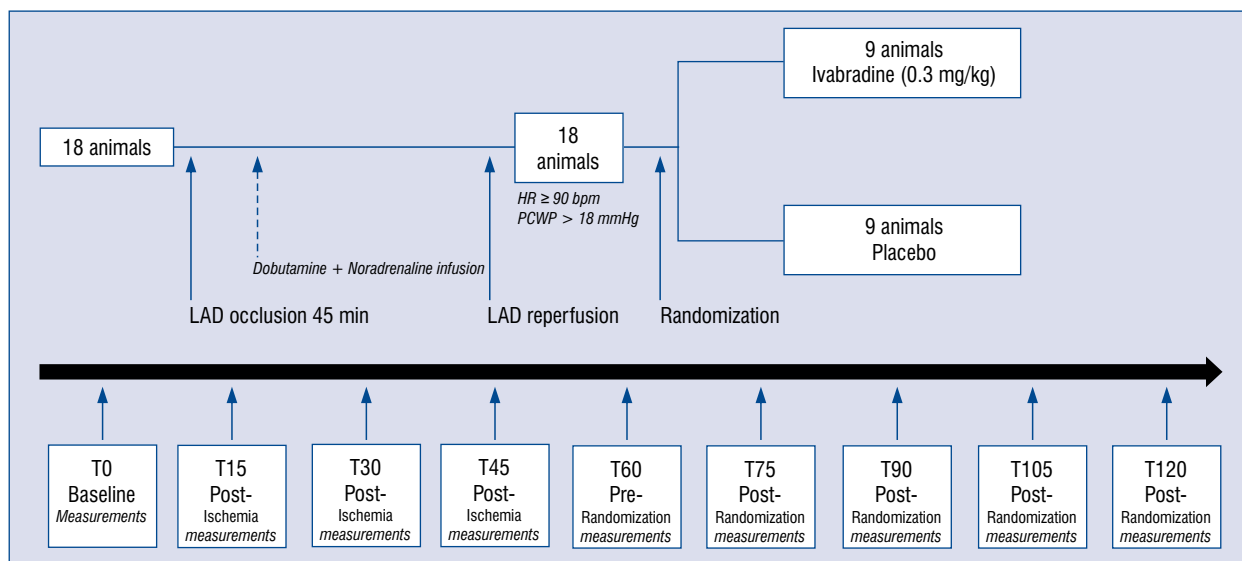 9 animals
Ivabradine (0.3 mg/kg)
18 animals
18
animals
HR ≥ 90 bpm
PCWP > 18 mmHg
9 animals
Placebo
Dobutamine + Noradrenaline infusion
LAD occlusion 45 min
LAD reperfusion
Randomization
T0
Baseline
Measurements
T15
Post-
Ischemia
measurements
T30
Post-
Ischemia
measurements
T45
Post-
Ischemia
measurements
T60
Pre-
Randomization
measurements
T75
Post-
Randomization
measurements
T90
Post-
Randomization
measurements
T105
Post-
Randomization
measurements
T120
Post-
Randomization
measurements